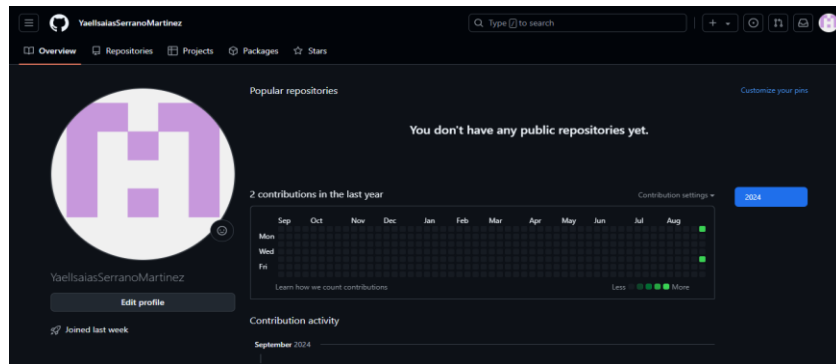 YaelIsaiasSerranoMartinez
Type / to search
Overview Repositories Projects Packages Stars
Popular repositories
Customize your pins
You don't have any public repositories yet.
2 contributions in the last year
Contribution settings
2024
Sep Oct Nov Dec Jan Feb Mar Apr May Jun Jul Aug
Mon
Wed
Fri
Learn how we count contributions
Less More
YaelIsaiasSerranoMartinez
Edit profile
Joined last week
Contribution activity
September 2024